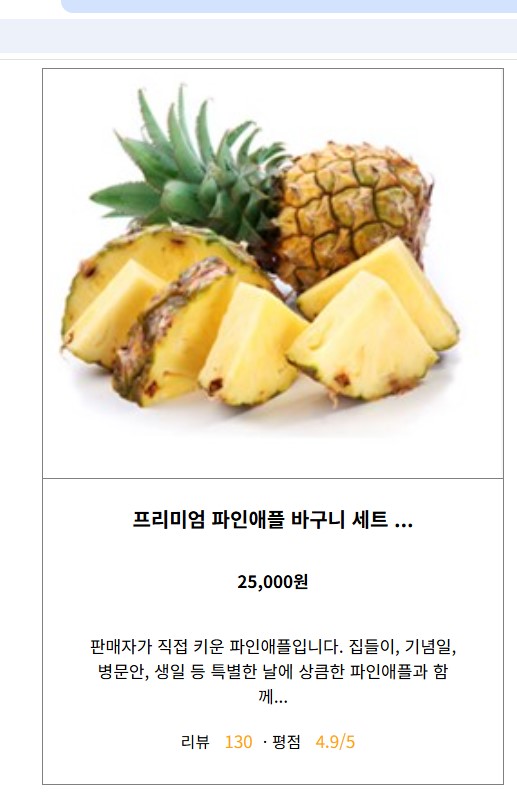 프리미엄 파인애플 바구니 세트 ...
25,000원
판매자가 직접 키운 파인애플입니다. 집들이, 기념일,
병문안, 생일 등 특별한 날에 상큼한 파인애플과 함
께...
리뷰 130 · 평점 4.9/5